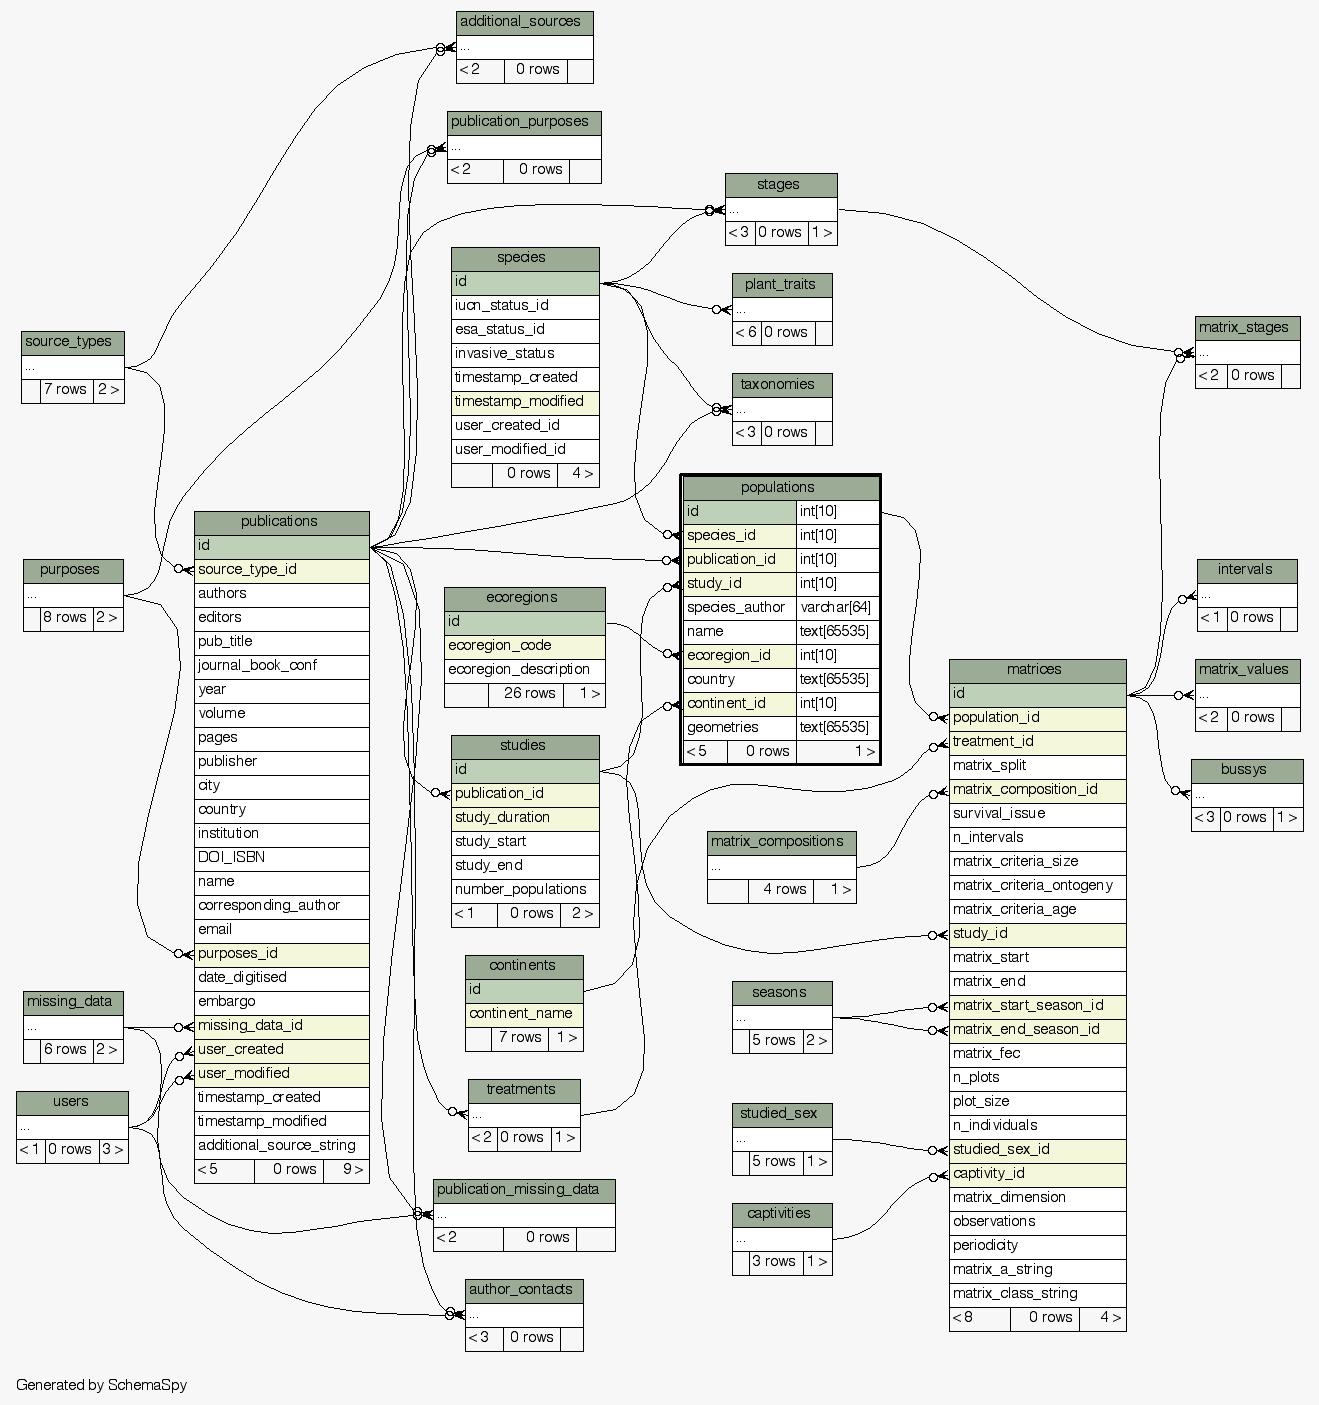 additional_sources
...
< 2 0 rows
publication_purposes
...
< 2 0 rows
stages
...
< 3 0 rows 1 >
species
id
iucn_status_id
esa_status_id
invasive_status
timestamp_created
timestamp_modified
user_created_id
user_modified_id
0 rows 4 >
plant_traits
...
< 6 0 rows
matrix_stages
...
< 2 0 rows
source_types
...
7 rows 2 >
taxonomies
...
< 3 0 rows
populations
id int[10]
species_id int[10]
publication_id int[10]
study_id int[10]
species_author varchar[64]
name text[65535]
ecoregion_id int[10]
country text[65535]
continent_id int[10]
geometries text[65535]
< 5 0 rows 1 >
publications
id
source_type_id
authors
editors
pub_title
journal_book_conf
year
volume
pages
publisher
city
country
institution
DOI_ISBN
name
corresponding_author
email
purposes_id
date_digitised
embargo
missing_data_id
user_created
user_modified
timestamp_created
timestamp_modified
additional_source_string
< 5 0 rows 9 >
purposes
...
8 rows 2 >
ecoregions
id
ecoregion_code
ecoregion_description
26 rows 1 >
intervals
...
< 1 0 rows
matrices
id
population_id
treatment_id
matrix_split
matrix_composition_id
survival_issue
n_intervals
matrix_criteria_size
matrix_criteria_ontogeny
matrix_criteria_age
study_id
matrix_start
matrix_end
matrix_start_season_id
matrix_end_season_id
matrix_fec
n_plots
plot_size
n_individuals
studied_sex_id
captivity_id
matrix_dimension
observations
periodicity
matrix_a_string
matrix_class_string
< 8 0 rows 4 >
matrix_values
...
< 2 0 rows
studies
id
publication_id
study_duration
study_start
study_end
number_populations
< 1 0 rows 2 >
bussys
...
< 3 0 rows 1 >
matrix_compositions
...
4 rows 1 >
continents
id
continent_name
7 rows 1 >
seasons
...
5 rows 2 >
missing_data
...
6 rows 2 >
treatments
...
< 2 0 rows 1 >
users
...
< 1 0 rows 3 >
studied_sex
...
5 rows 1 >
publication_missing_data
...
< 2 0 rows
captivities
...
3 rows 1 >
author_contacts
...
< 3 0 rows
Generated by SchemaSpy